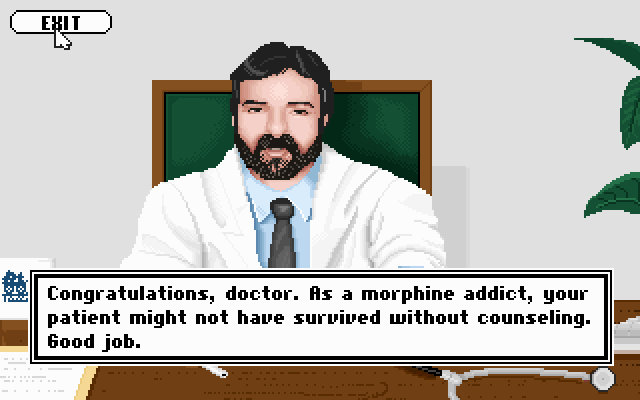 EXIT
Congratulations, doctor. As a morphine addict, your
patient might not have survived without counseling.
Good job.